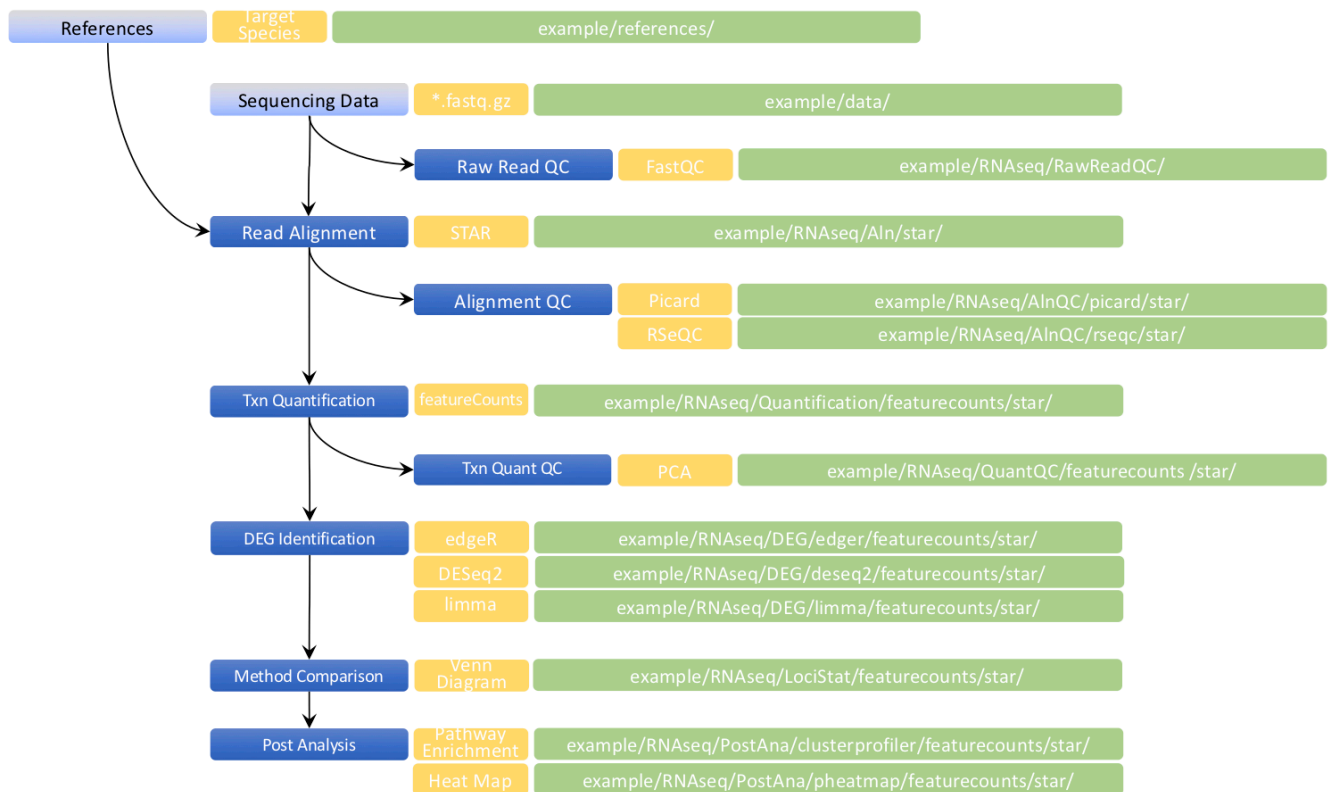 References
Target
Species
example/references/
Sequencing Data
*.fastq.gz
example/data/
Raw Read QC
FastQC
example/RNAseq/RawReadQC/
Read Alignment
STAR
example/RNAseq/Aln/star/
Alignment QC
Picard
example/RNAseq/AlnQC/picard/star/
RSeQC
example/RNAseq/AlnQC/rseqc/star/
Txn Quantification
featureCounts
example/RNAseq/Quantification/featurecounts/star/
Txn Quant QC
PCA
example/RNAseq/QuantQC/featurecounts /star/
DEG Identification
edgeR
example/RNAseq/DEG/edger/featurecounts/star/
DESeq2
example/RNAseq/DEG/deseq2/featurecounts/star/
limma
example/RNAseq/DEG/limma/featurecounts/star/
Method Comparison
Venn
Diagram
example/RNAseq/LociStat/featurecounts/star/
Post Analysis
Pathway
Enrichment
example/RNAseq/PostAna/clusterprofiler/featurecounts/star/
Heat Map
example/RNAseq/PostAna/pheatmap/featurecounts/star/